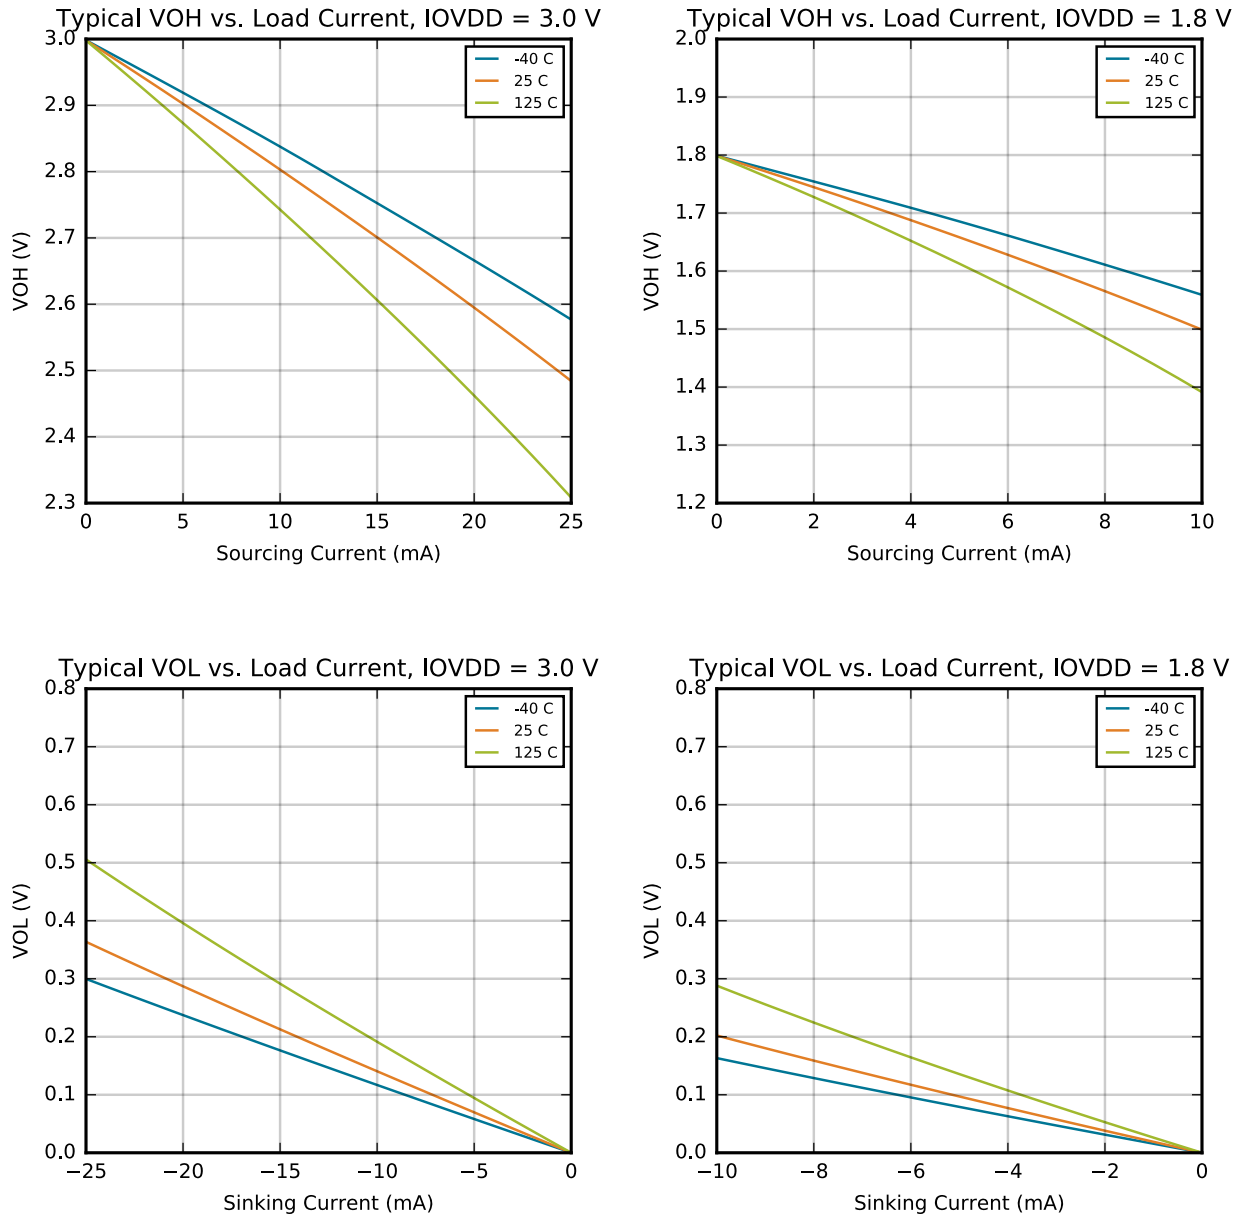 Typical VOH vs. Load Current, IOVDD = 3.0 V
3.0
2.9
2.8
2.7
2.6
2.5
2.4
2.3
VOH (V)
-40 C
25 C
125 C
0 5 10 15 20 25
Sourcing Current (mA)
Typical VOH vs. Load Current, IOVDD = 1.8 V
2.0
1.9
1.8
1.7
1.6
1.5
1.4
1.3
1.2
VOH (V)
-40 C
25 C
125 C
0 2 4 6 8 10
Sourcing Current (mA)
Typical VOL vs. Load Current, IOVDD = 3.0 V
0.8
0.7
0.6
0.5
0.4
0.3
0.2
0.1
0.0
VOL (V)
-40 C
25 C
125 C
−25 −20 −15 −10 −5 0
Sinking Current (mA)
Typical VOL vs. Load Current, IOVDD = 1.8 V
0.8
0.7
0.6
0.5
0.4
0.3
0.2
0.1
0.0
VOL (V)
-40 C
25 C
125 C
−10 −8 −6 −4 −2 0
Sinking Current (mA)